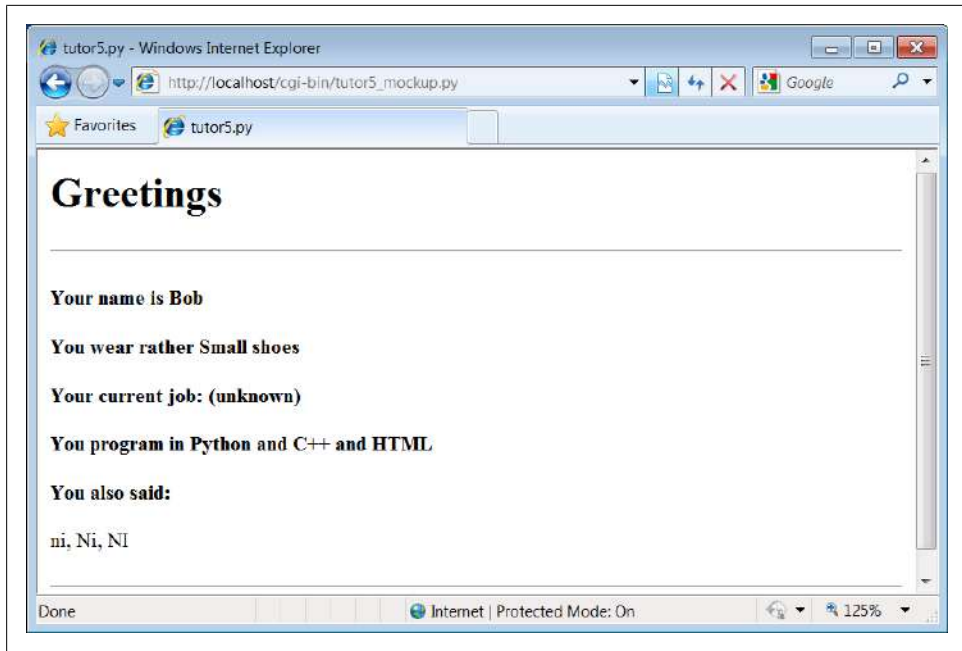 tutor5.py - Windows Internet Explorer
http://localhost/cgi-bin/tutor5_mockup.py
Google
Favorites
tutor5.py
Greetings
Your name is Bob
You wear rather Small shoes
Your current job: (unknown)
You program in Python and C++ and HTML
You also said:
ni, Ni, NI
Done
Internet | Protected Mode: On
125%